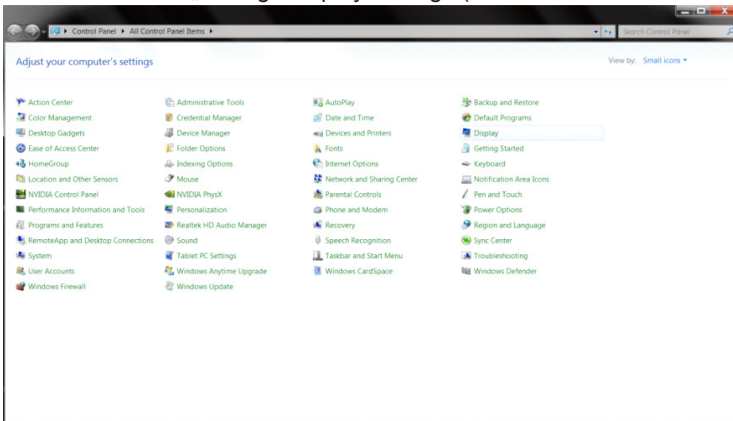 Control Panel ▸ All Control Panel Items ▸
Search Control Panel
Adjust your computer's settings
View by: Small icons
Action Center
Administrative Tools
AutoPlay
Backup and Restore
Color Management
Credential Manager
Date and Time
Default Programs
Desktop Gadgets
Device Manager
Devices and Printers
Display
Ease of Access Center
Folder Options
Fonts
Getting Started
HomeGroup
Indexing Options
Internet Options
Keyboard
Location and Other Sensors
Mouse
Network and Sharing Center
Notification Area Icons
NVIDIA Control Panel
NVIDIA PhysX
Parental Controls
Pen and Touch
Performance Information and Tools
Personalization
Phone and Modem
Power Options
Programs and Features
Realtek HD Audio Manager
Recovery
Region and Language
RemoteApp and Desktop Connections
Sound
Speech Recognition
Sync Center
System
Tablet PC Settings
Taskbar and Start Menu
Troubleshooting
User Accounts
Windows Anytime Upgrade
Windows CardSpace
Windows Defender
Windows Firewall
Windows Update